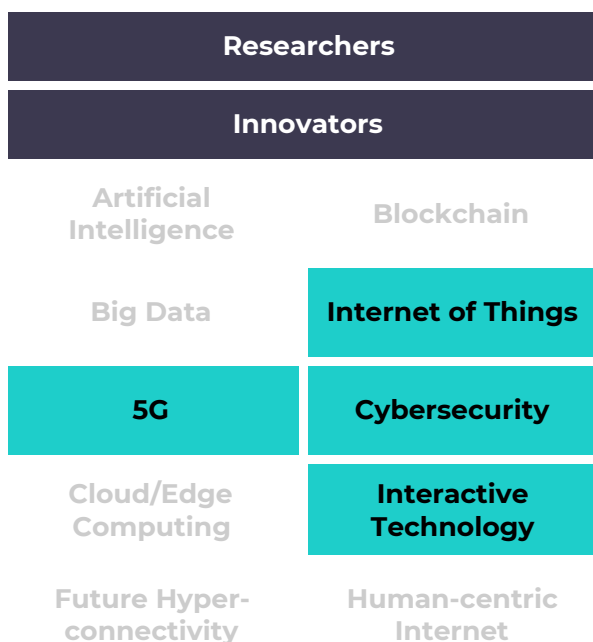 Researchers
Innovators
Artificial
Intelligence
Blockchain
Big Data
Internet of Things
5G
Cybersecurity
Cloud/Edge
Computing
Interactive
Technology
Future Hyper-
connectivity
Human-centric
Internet